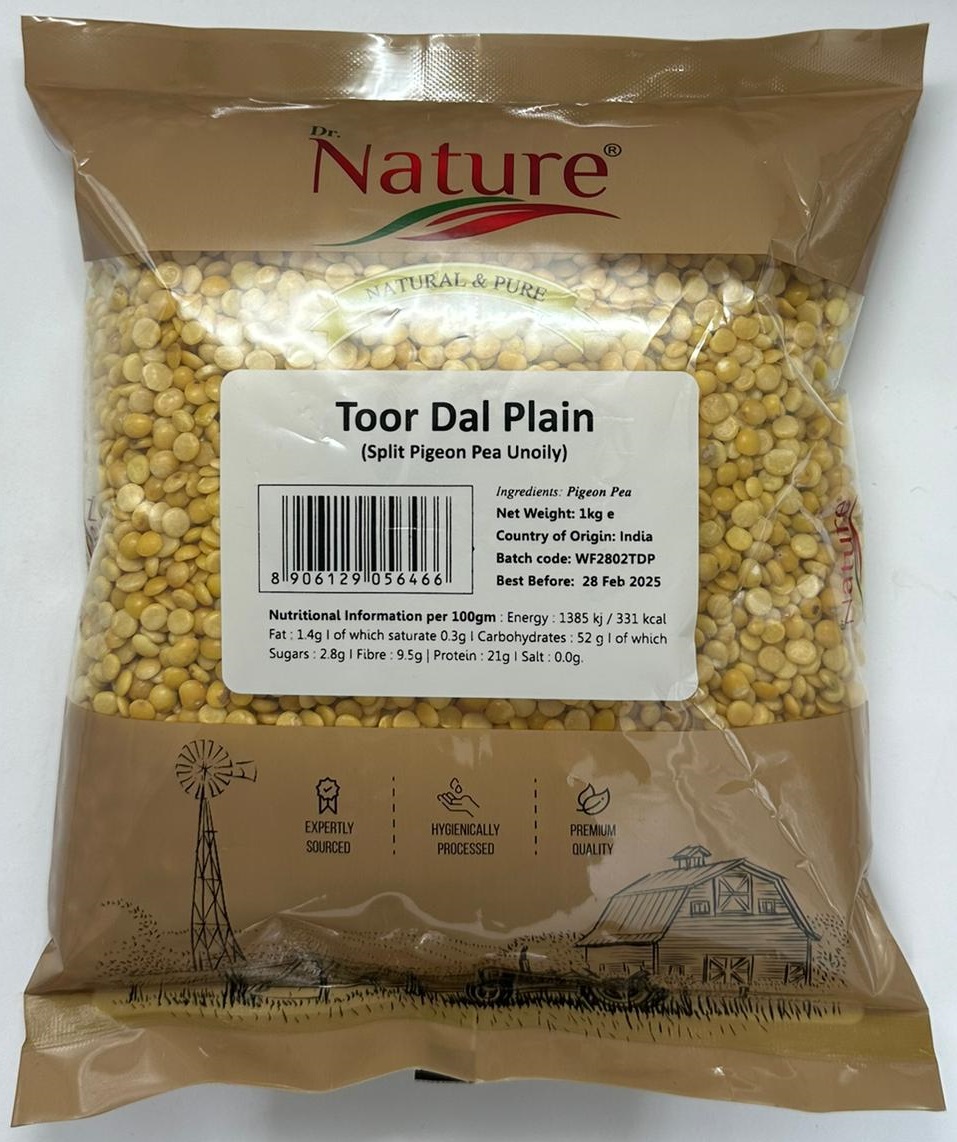 Dr.
Nature®
NATURAL & PURE
Toor Dal Plain
(Split Pigeon Pea Unoily)
Ingredients: Pigeon Pea
Net Weight: 1kg e
Country of Origin: India
Batch code: WF2802TDP
Best Before: 28 Feb 2025
8 906129 056466
Nutritional Information per 100gm : Energy : 1385 kj / 331 kcal
Fat : 1.4g I of which saturate 0.3g I Carbohydrates : 52 g I of which
Sugars : 2.8g I Fibre : 9.5g | Protein : 21g I Salt : 0.0g.
Nature
EXPERTLY
SOURCED
HYGIENICALLY
PROCESSED
PREMIUM
QUALITY